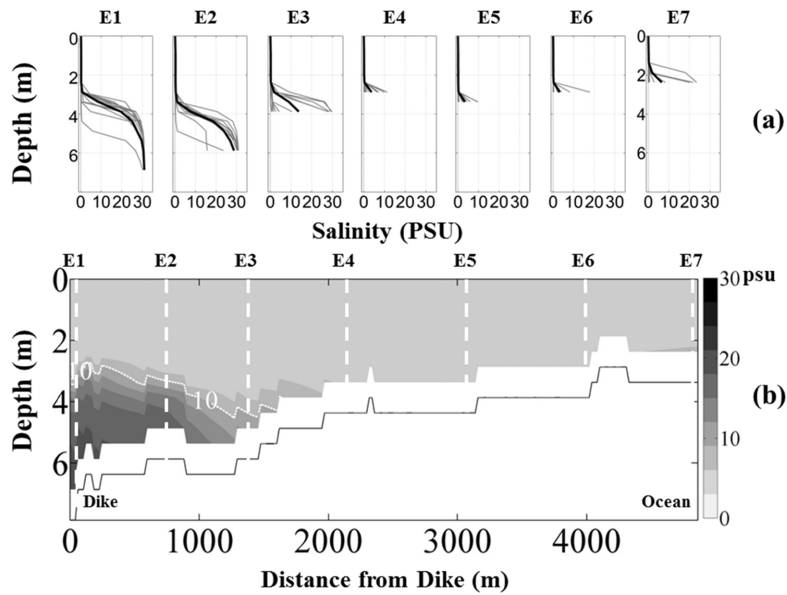 E1 E2 E3 E4 E5 E6 E7
0
2
4
6
Depth (m)
0 10 20 30 0 10 20 30 0 10 20 30 0 10 20 30 0 10 20 30 0 10 20 30 0 10 20 30
(a)
Salinity (PSU)
E1 E2 E3 E4 E5 E6 E7
0
2
4
6
Depth (m)
0
10
30 psu
20
10
0
(b)
Dike
Ocean
0 1000 2000 3000 4000
Distance from Dike (m)